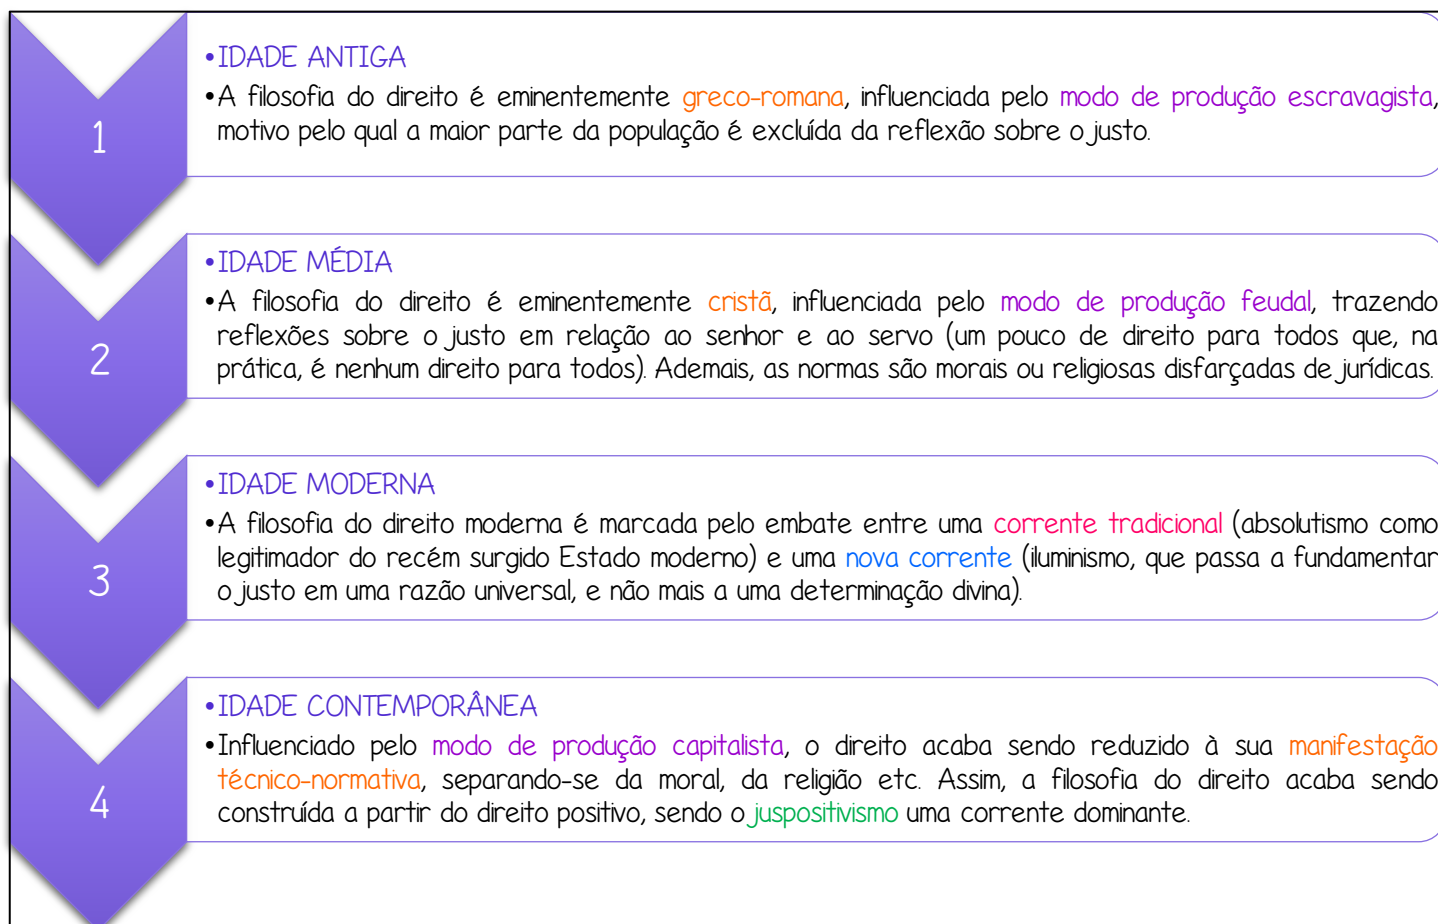 1
•IDADE ANTIGA
•A filosofia do direito é eminentemente greco-romana, influenciada pelo modo de produção escravagista,
motivo pelo qual a maior parte da população é excluída da reflexão sobre o justo.
2
•IDADE MÉDIA
•A filosofia do direito é eminentemente cristã, influenciada pelo modo de produção feudal, trazendo
reflexões sobre o justo em relação ao senhor e ao servo (um pouco de direito para todos que, na
prática, é nenhum direito para todos). Ademais, as normas são morais ou religiosas disfarçadas de jurídicas.
3
•IDADE MODERNA
•A filosofia do direito moderna é marcada pelo embate entre uma corrente tradicional (absolutismo como
legitimador do recém surgido Estado moderno) e uma nova corrente (iluminismo, que passa a fundamentar
o justo em uma razão universal, e não mais a uma determinação divina).
4
•IDADE CONTEMPORÂNEA
•Influenciado pelo modo de produção capitalista, o direito acaba sendo reduzido à sua manifestação
técnico-normativa, separando-se da moral, da religião etc. Assim, a filosofia do direito acaba sendo
construída a partir do direito positivo, sendo o juspositivismo uma corrente dominante.